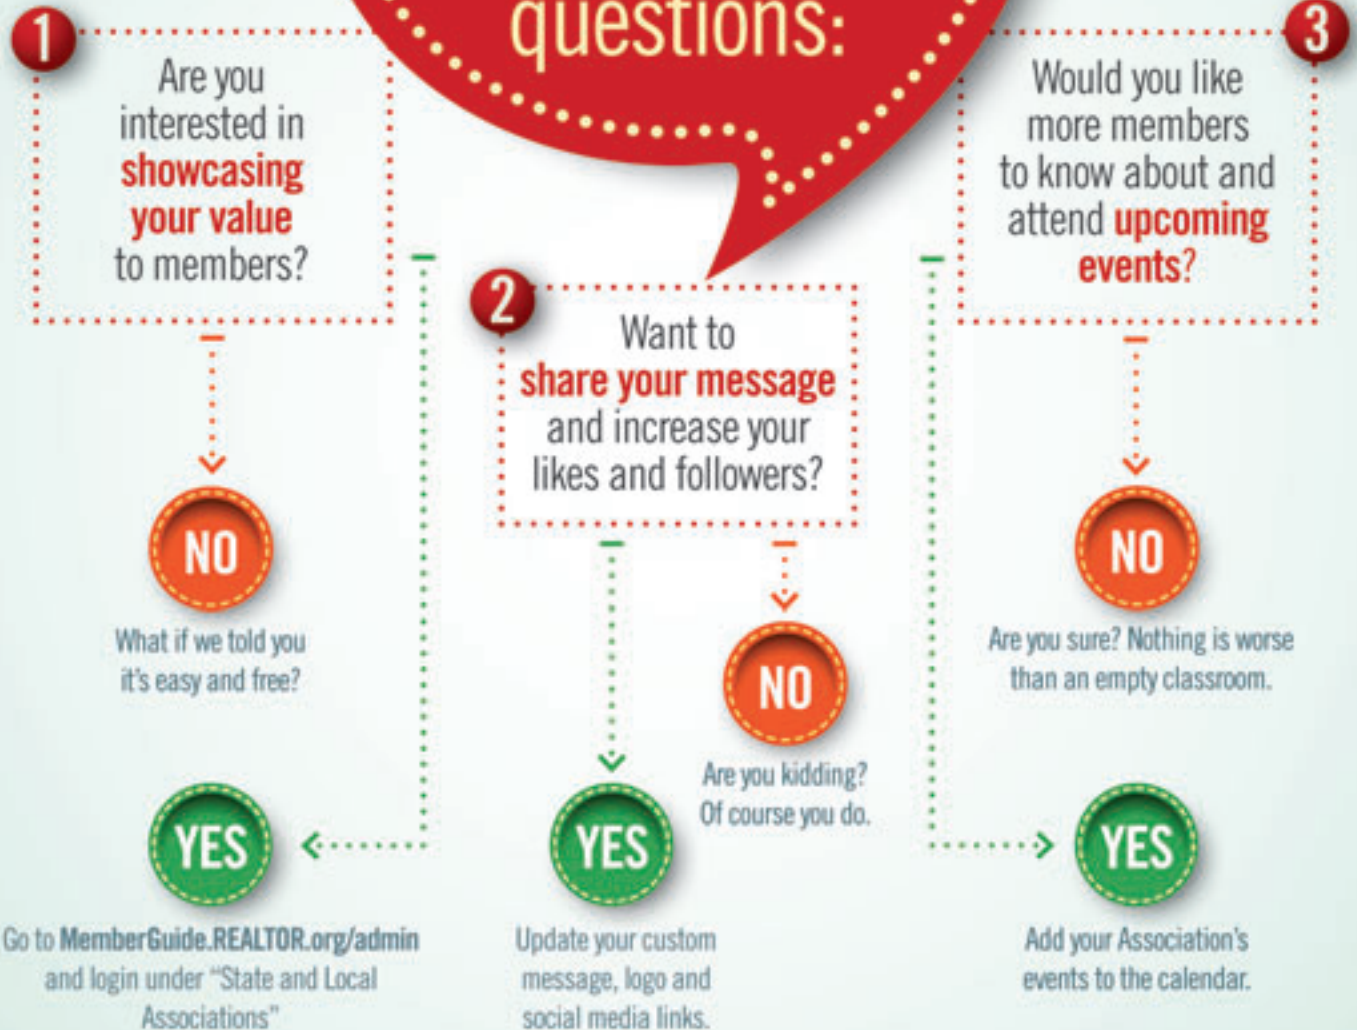 questions:
1
Are you
interested in
showcasing
your value
to members?
NO
What if we told you
it's easy and free?
YES
Go to MemberGuide.REALTOR.org/admin
and login under “State and Local
Associations”
2
Want to
share your message
and increase your
likes and followers?
NO
Are you kidding?
Of course you do.
YES
Update your custom
message, logo and
social media links.
3
Would you like
more members
to know about and
attend upcoming
events?
NO
Are you sure? Nothing is worse
than an empty classroom.
YES
Add your Association's
events to the calendar.